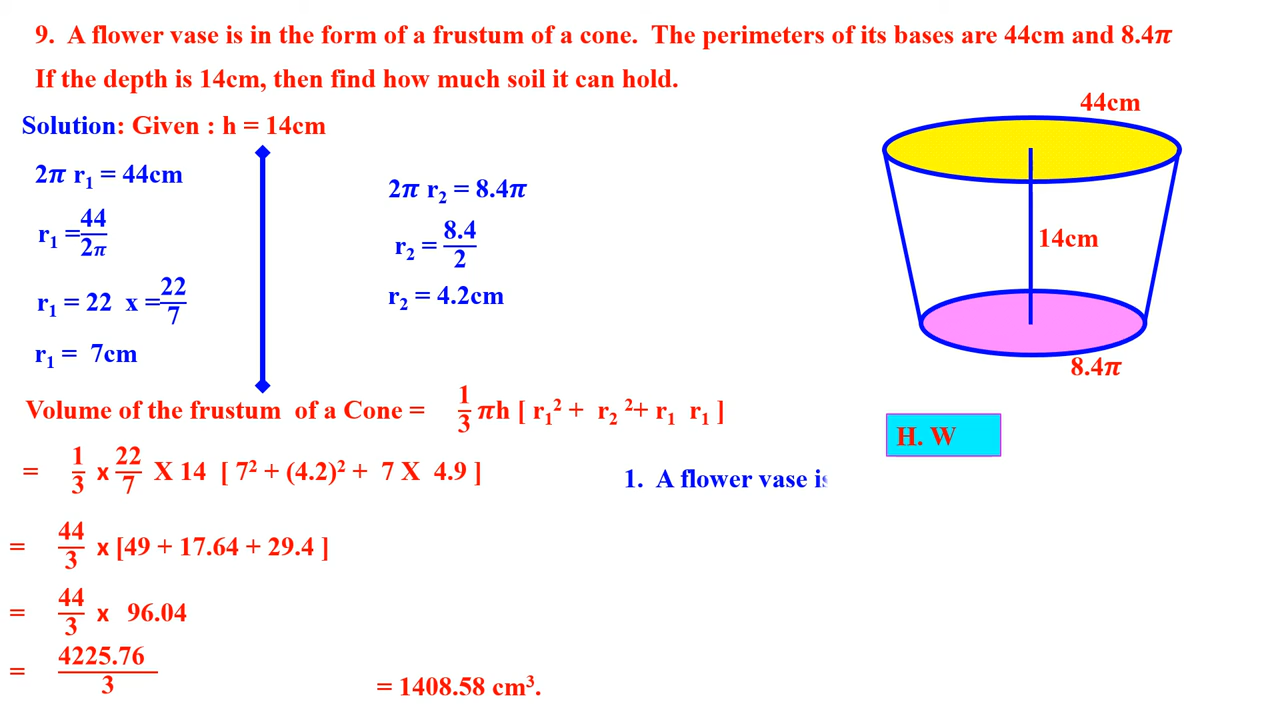 9. A flower vase is in the form of a frustum of a cone. The perimeters of its bases are 44cm and 8.4π
If the depth is 14cm, then find how much soil it can hold.
44cm
Solution: Given : h = 14cm
2π r₁ = 44cm
r₁ = 44/2π
r₁ = 22 x = 22/7
r₁ = 7cm
2π r₂ = 8.4π
r₂ = 8.4/2
r₂ = 4.2cm
14cm
8.4π
Volume of the frustum of a Cone = 1/3 πh [ r₁² + r₂ ² + r₁ r₁ ]
= 1/3 x 22/7 X 14 [ 7² + (4.2)² + 7 X 4.9 ]
= 44/3 x [49 + 17.64 + 29.4 ]
= 44/3 x 96.04
= 4225.76/3
= 1408.58 cm³.
H. W
1. A flower vase is